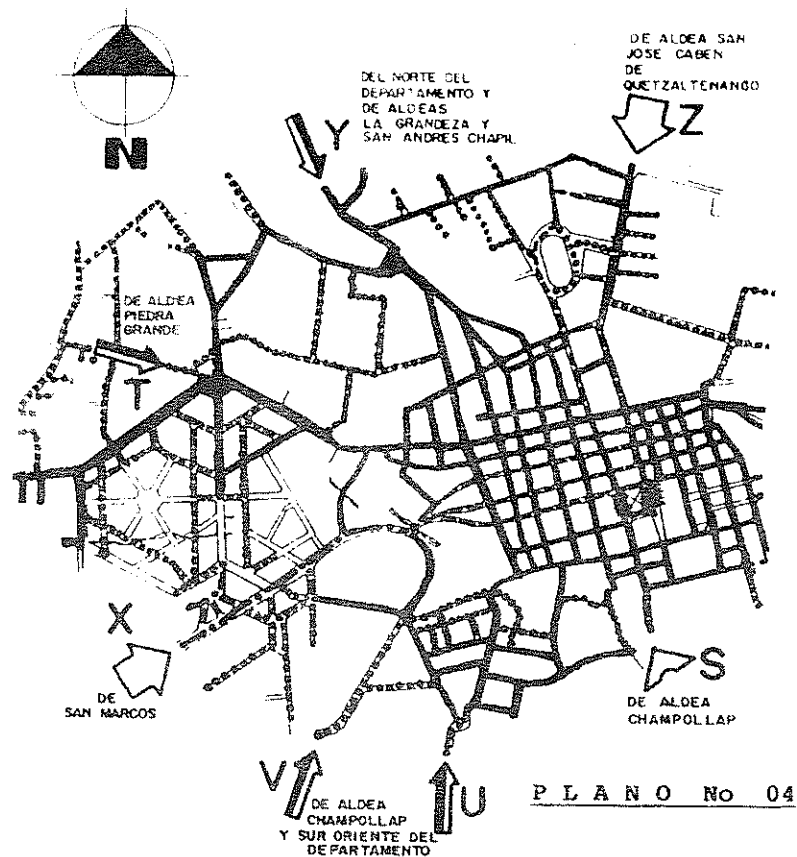 DE ALDEA SAN
JOSE CABEN
DE
QUETZALTENANGO
Z
DEL NORTE DEL
DEPARTAMENTO Y
DE ALDEAS
LA GRANDEZA Y
SAN ANDRES CHAPIL
Y
N
DE ALDEA
PIEDRA
GRANDE
T
X
DE
SAN MARCOS
S
DE ALDEA
CHAMPOLLAP
V
U
DE ALDEA
CHAMPOLLAP
Y SUR ORIENTE DEL
DEPARTAMENTO
PLANO No 04